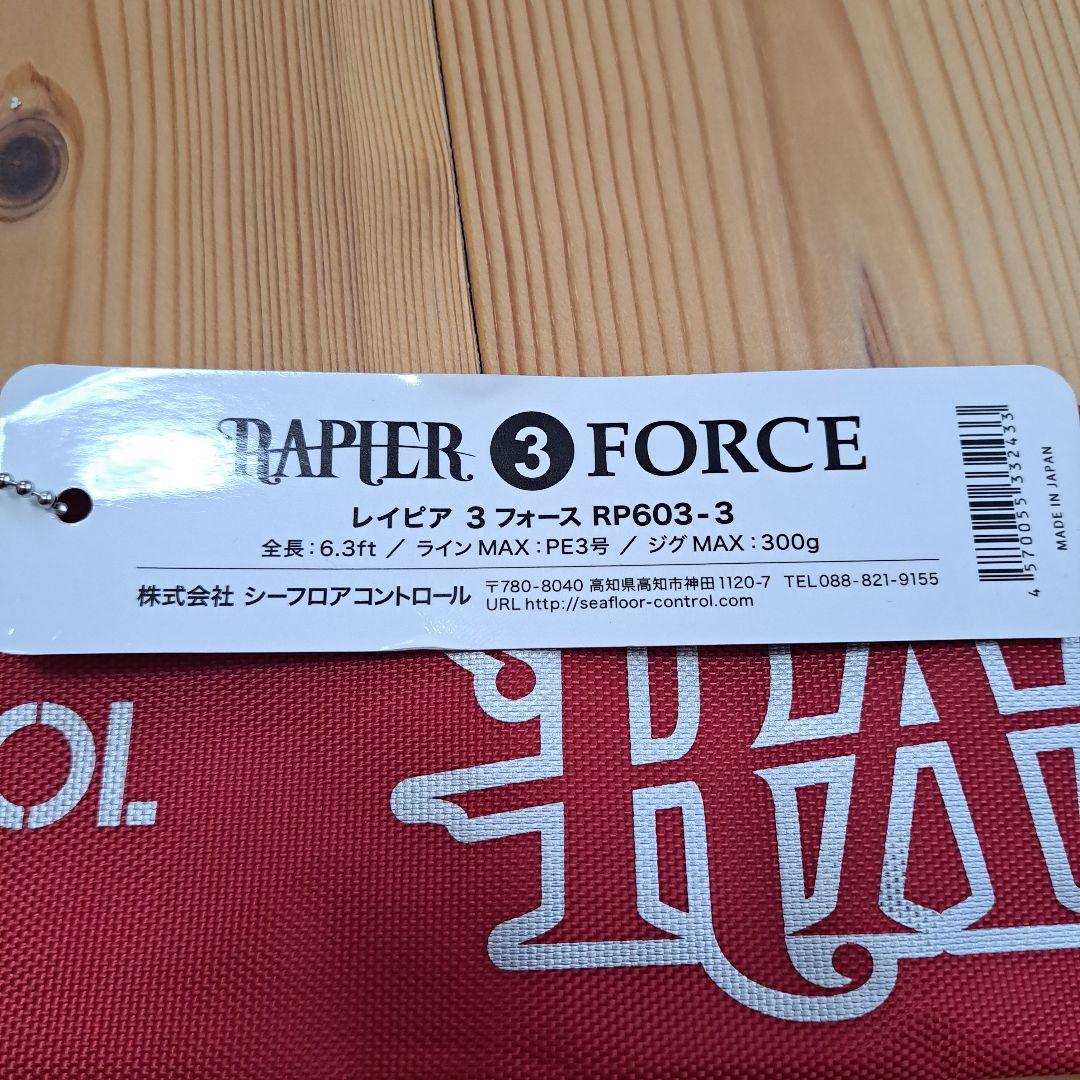 RAPIER 3 FORCE
レイピア 3 フォース RP603-3
全長:6.3ft / ラインMAX:PE3号 / ジグMAX:300g
株式会社 シーフロアコントロール
〒780-8040 高知県高知市神田1120-7 TEL088-821-9155
URL http://seafloor-control.com
4 570055 332433
MADE IN JAPAN